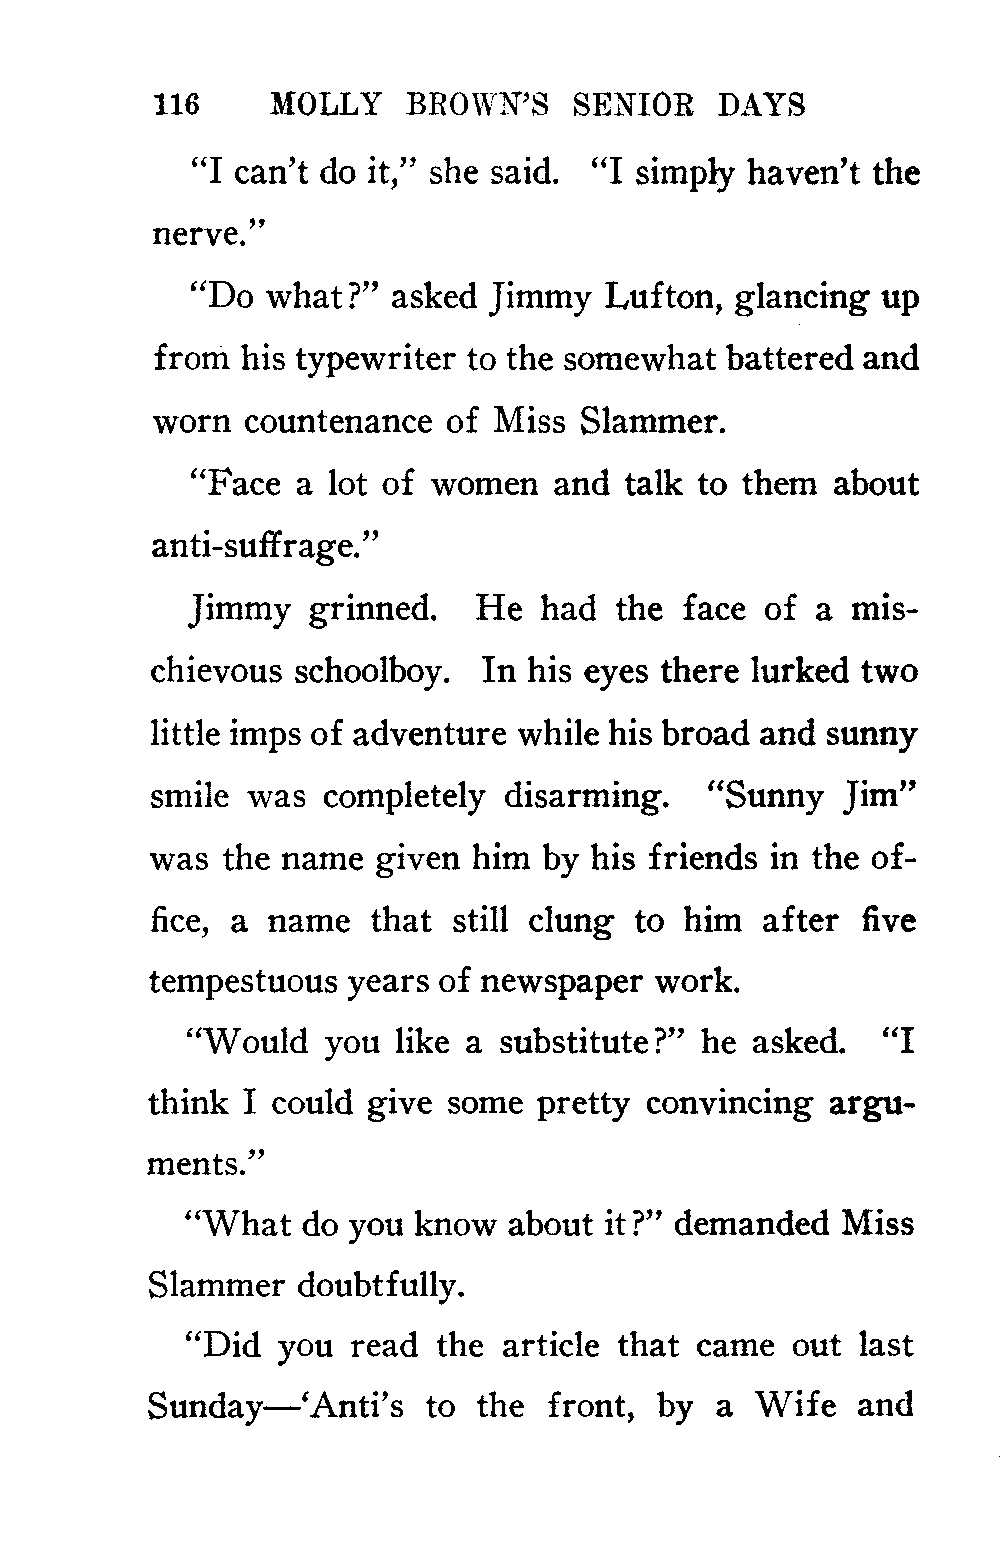 116 MOLLY BROWN'S SENIOR DAYS
“I can't do it,” she said. “I simply haven't the
nerve.”
“Do what?” asked Jimmy Lufton, glancing up
from his typewriter to the somewhat battered and
worn countenance of Miss Slammer.
“Face a lot of women and talk to them about
anti-suffrage.”
Jimmy grinned. He had the face of a mis-
chievous schoolboy. In his eyes there lurked two
little imps of adventure while his broad and sunny
smile was completely disarming. “Sunny Jim”
was the name given him by his friends in the of-
fice, a name that still clung to him after five
tempestuous years of newspaper work.
“Would you like a substitute?” he asked. “I
think I could give some pretty convincing argu-
ments.”
“What do you know about it?” demanded Miss
Slammer doubtfully.
“Did you read the article that came out last
Sunday—‘Anti's to the front, by a Wife and